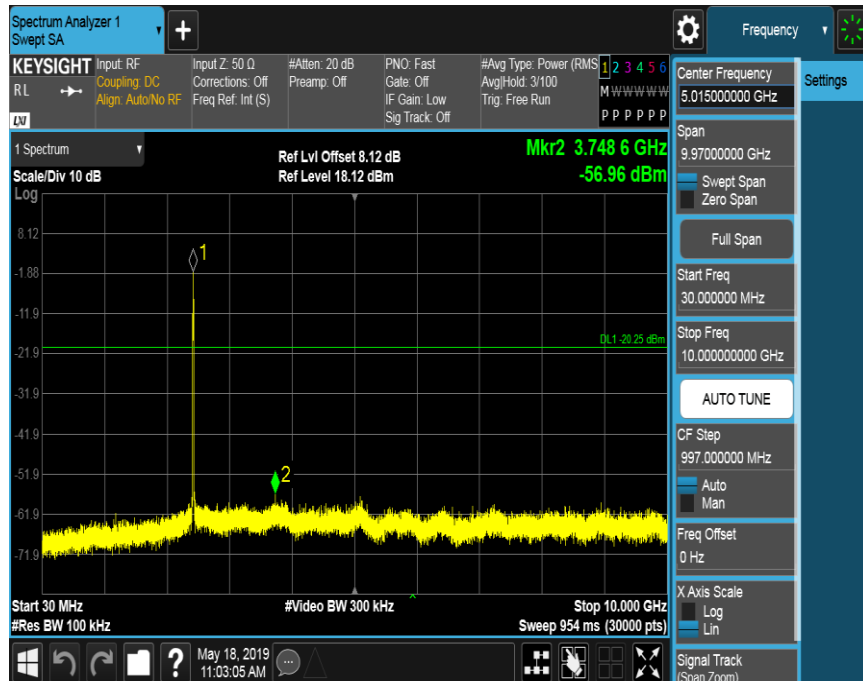 Spectrum Analyzer 1
Swept SA
+
Frequency
KEYSIGHT
RL
LXI
Input: RF
Coupling: DC
Align: Auto/No RF
Input Z: 50 Ω
Corrections: Off
Freq Ref: Int (S)
#Atten: 20 dB
Preamp: Off
PNO: Fast
Gate: Off
IF Gain: Low
Sig Track: Off
#Avg Type: Power (RMS
Avg|Hold: 3/100
Trig: Free Run
1 2 3 4 5 6
M W W W W W
P P P P P P
Center Frequency
5.015000000 GHz
Settings
1 Spectrum
Scale/Div 10 dB
Log
Ref Lvl Offset 8.12 dB
Ref Level 18.12 dBm
Mkr2 3.748 6 GHz
-56.96 dBm
8.12
-1.88
-11.9
-21.9
-31.9
-41.9
-51.9
-61.9
-71.9
1
2
DL1 -20.25 dBm
Start 30 MHz
#Res BW 100 kHz
#Video BW 300 kHz
Stop 10.000 GHz
Sweep 954 ms (30000 pts)
Span
9.97000000 GHz
Swept Span
Zero Span
Full Span
Start Freq
30.000000 MHz
Stop Freq
10.000000000 GHz
AUTO TUNE
CF Step
997.000000 MHz
Auto
Man
Freq Offset
0 Hz
X Axis Scale
Log
Lin
Signal Track
(Span Zoom)
?
May 18, 2019
11:03:05 AM